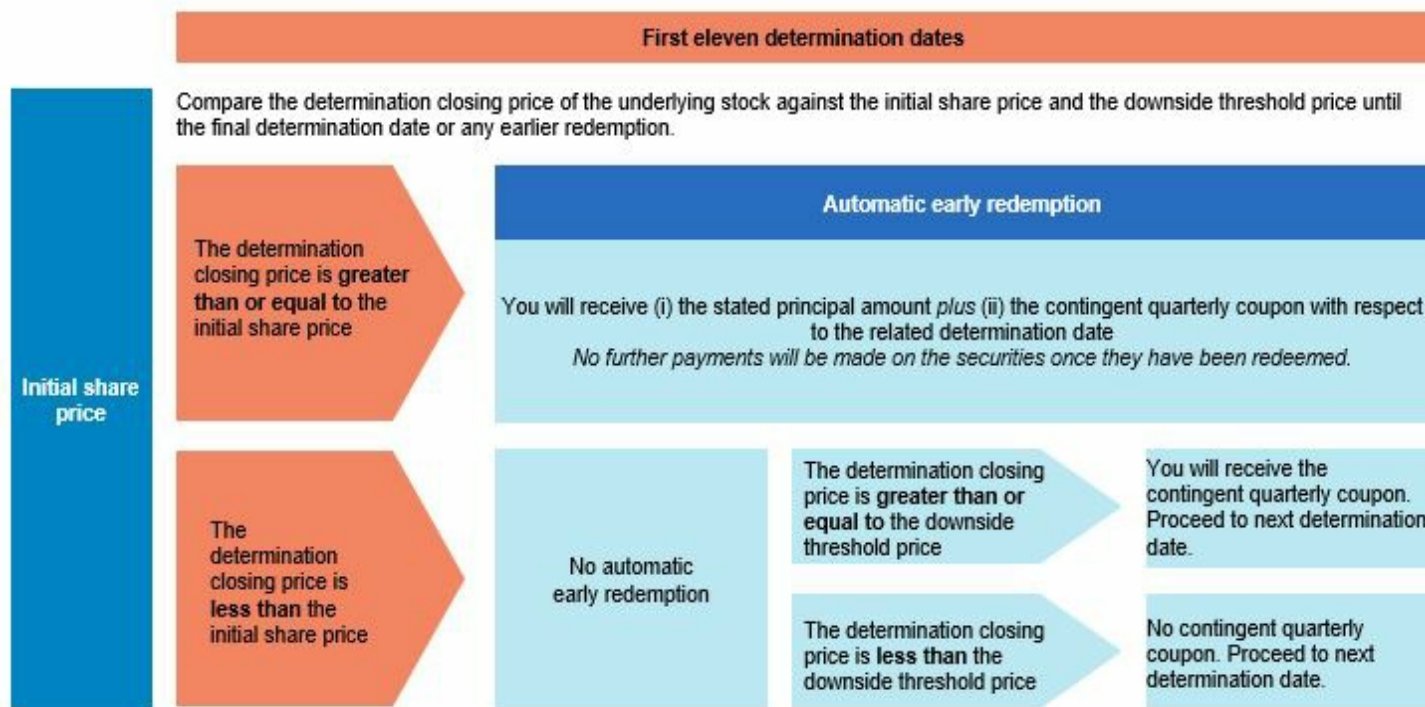 First eleven determination dates
Compare the determination closing price of the underlying stock against the initial share price and the downside threshold price until
the final determination date or any earlier redemption.
Initial share
price
The determination
closing price is greater
than or equal to the
initial share price
Automatic early redemption
You will receive (i) the stated principal amount plus (ii) the contingent quarterly coupon with respect
to the related determination date
No further payments will be made on the securities once they have been redeemed.
The
determination
closing price is
less than the
initial share price
No automatic
early redemption
The determination closing
price is greater than or
equal to the downside
threshold price
You will receive the
contingent quarterly coupon.
Proceed to next determination
date.
The determination closing
price is less than the
downside threshold price
No contingent quarterly
coupon. Proceed to next
determination date.